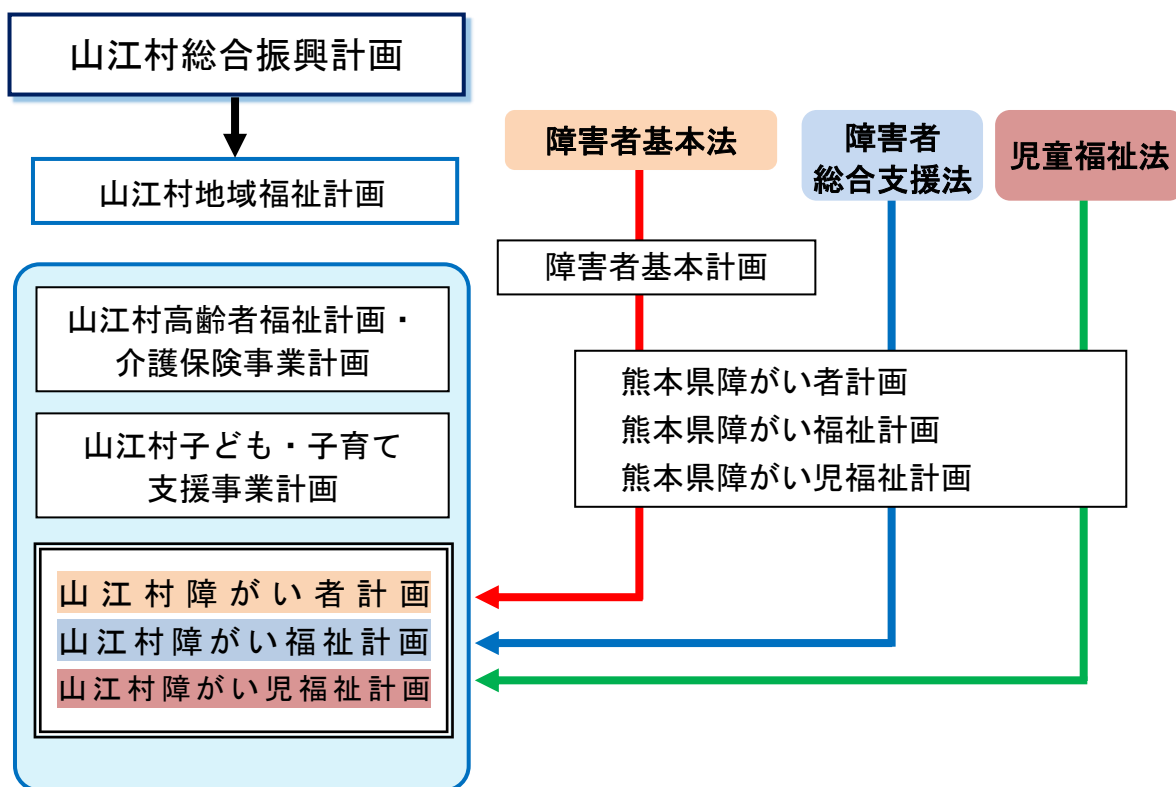 山江村総合振興計画
山江村地域福祉計画
山江村高齢者福祉計画・
介護保険事業計画
山江村子ども・子育て
支援事業計画
山江村障がい者計画
山江村障がい福祉計画
山江村障がい児福祉計画
障害者基本法
障害者
総合支援法
児童福祉法
障害者基本計画
熊本県障がい者計画
熊本県障がい福祉計画
熊本県障がい児福祉計画